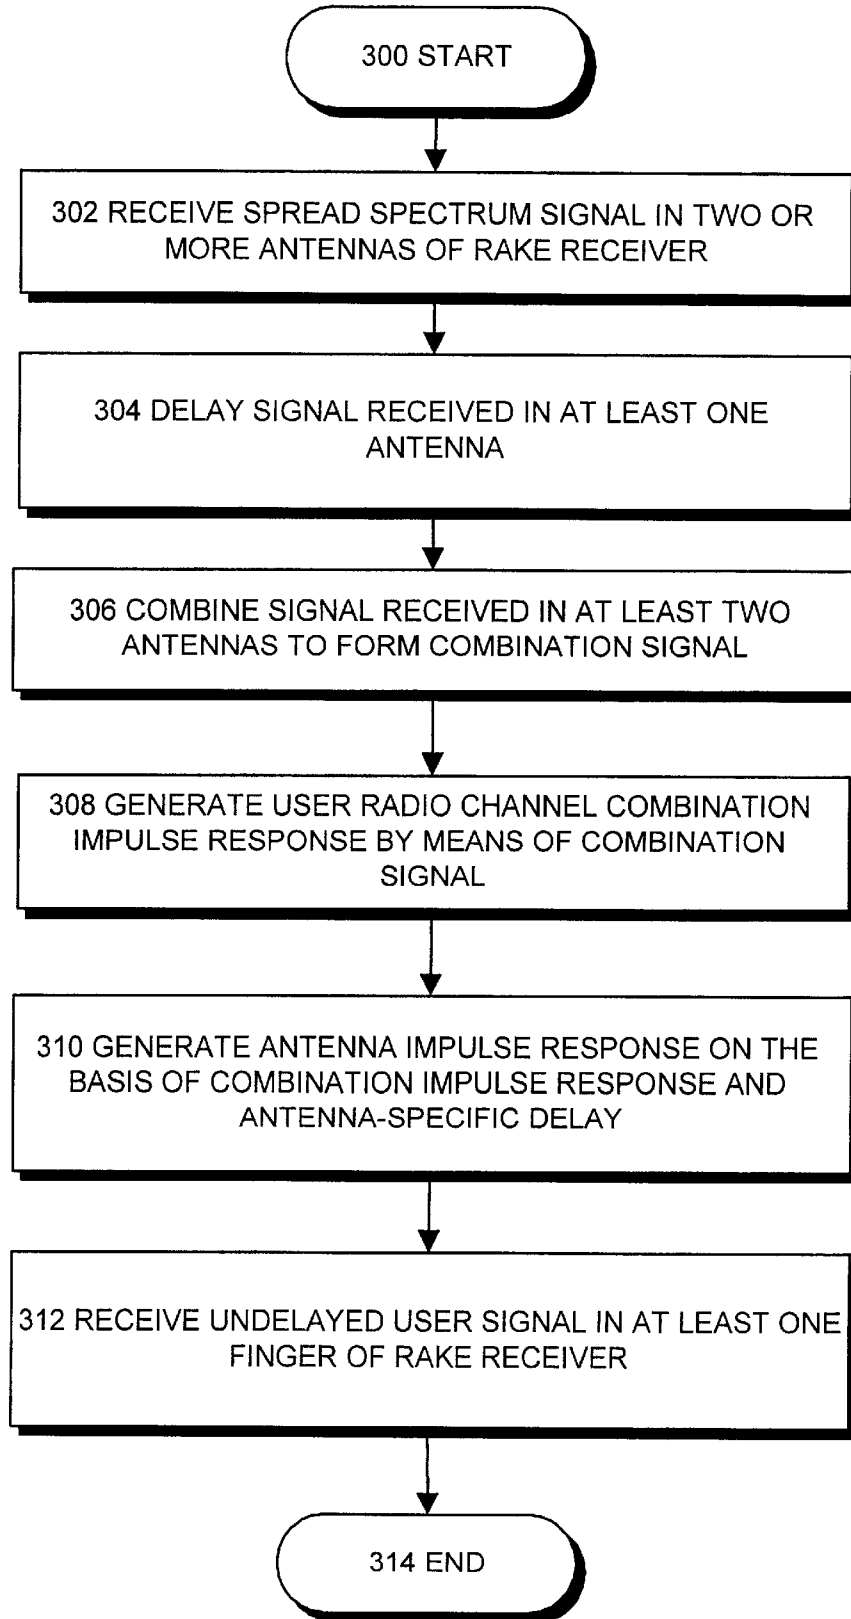 300 START
302 RECEIVE SPREAD SPECTRUM SIGNAL IN TWO OR
MORE ANTENNAS OF RAKE RECEIVER
304 DELAY SIGNAL RECEIVED IN AT LEAST ONE
ANTENNA
306 COMBINE SIGNAL RECEIVED IN AT LEAST TWO
ANTENNAS TO FORM COMBINATION SIGNAL
308 GENERATE USER RADIO CHANNEL COMBINATION
IMPULSE RESPONSE BY MEANS OF COMBINATION
SIGNAL
310 GENERATE ANTENNA IMPULSE RESPONSE ON THE
BASIS OF COMBINATION IMPULSE RESPONSE AND
ANTENNA-SPECIFIC DELAY
312 RECEIVE UNDELAYED USER SIGNAL IN AT LEAST ONE
FINGER OF RAKE RECEIVER
314 END